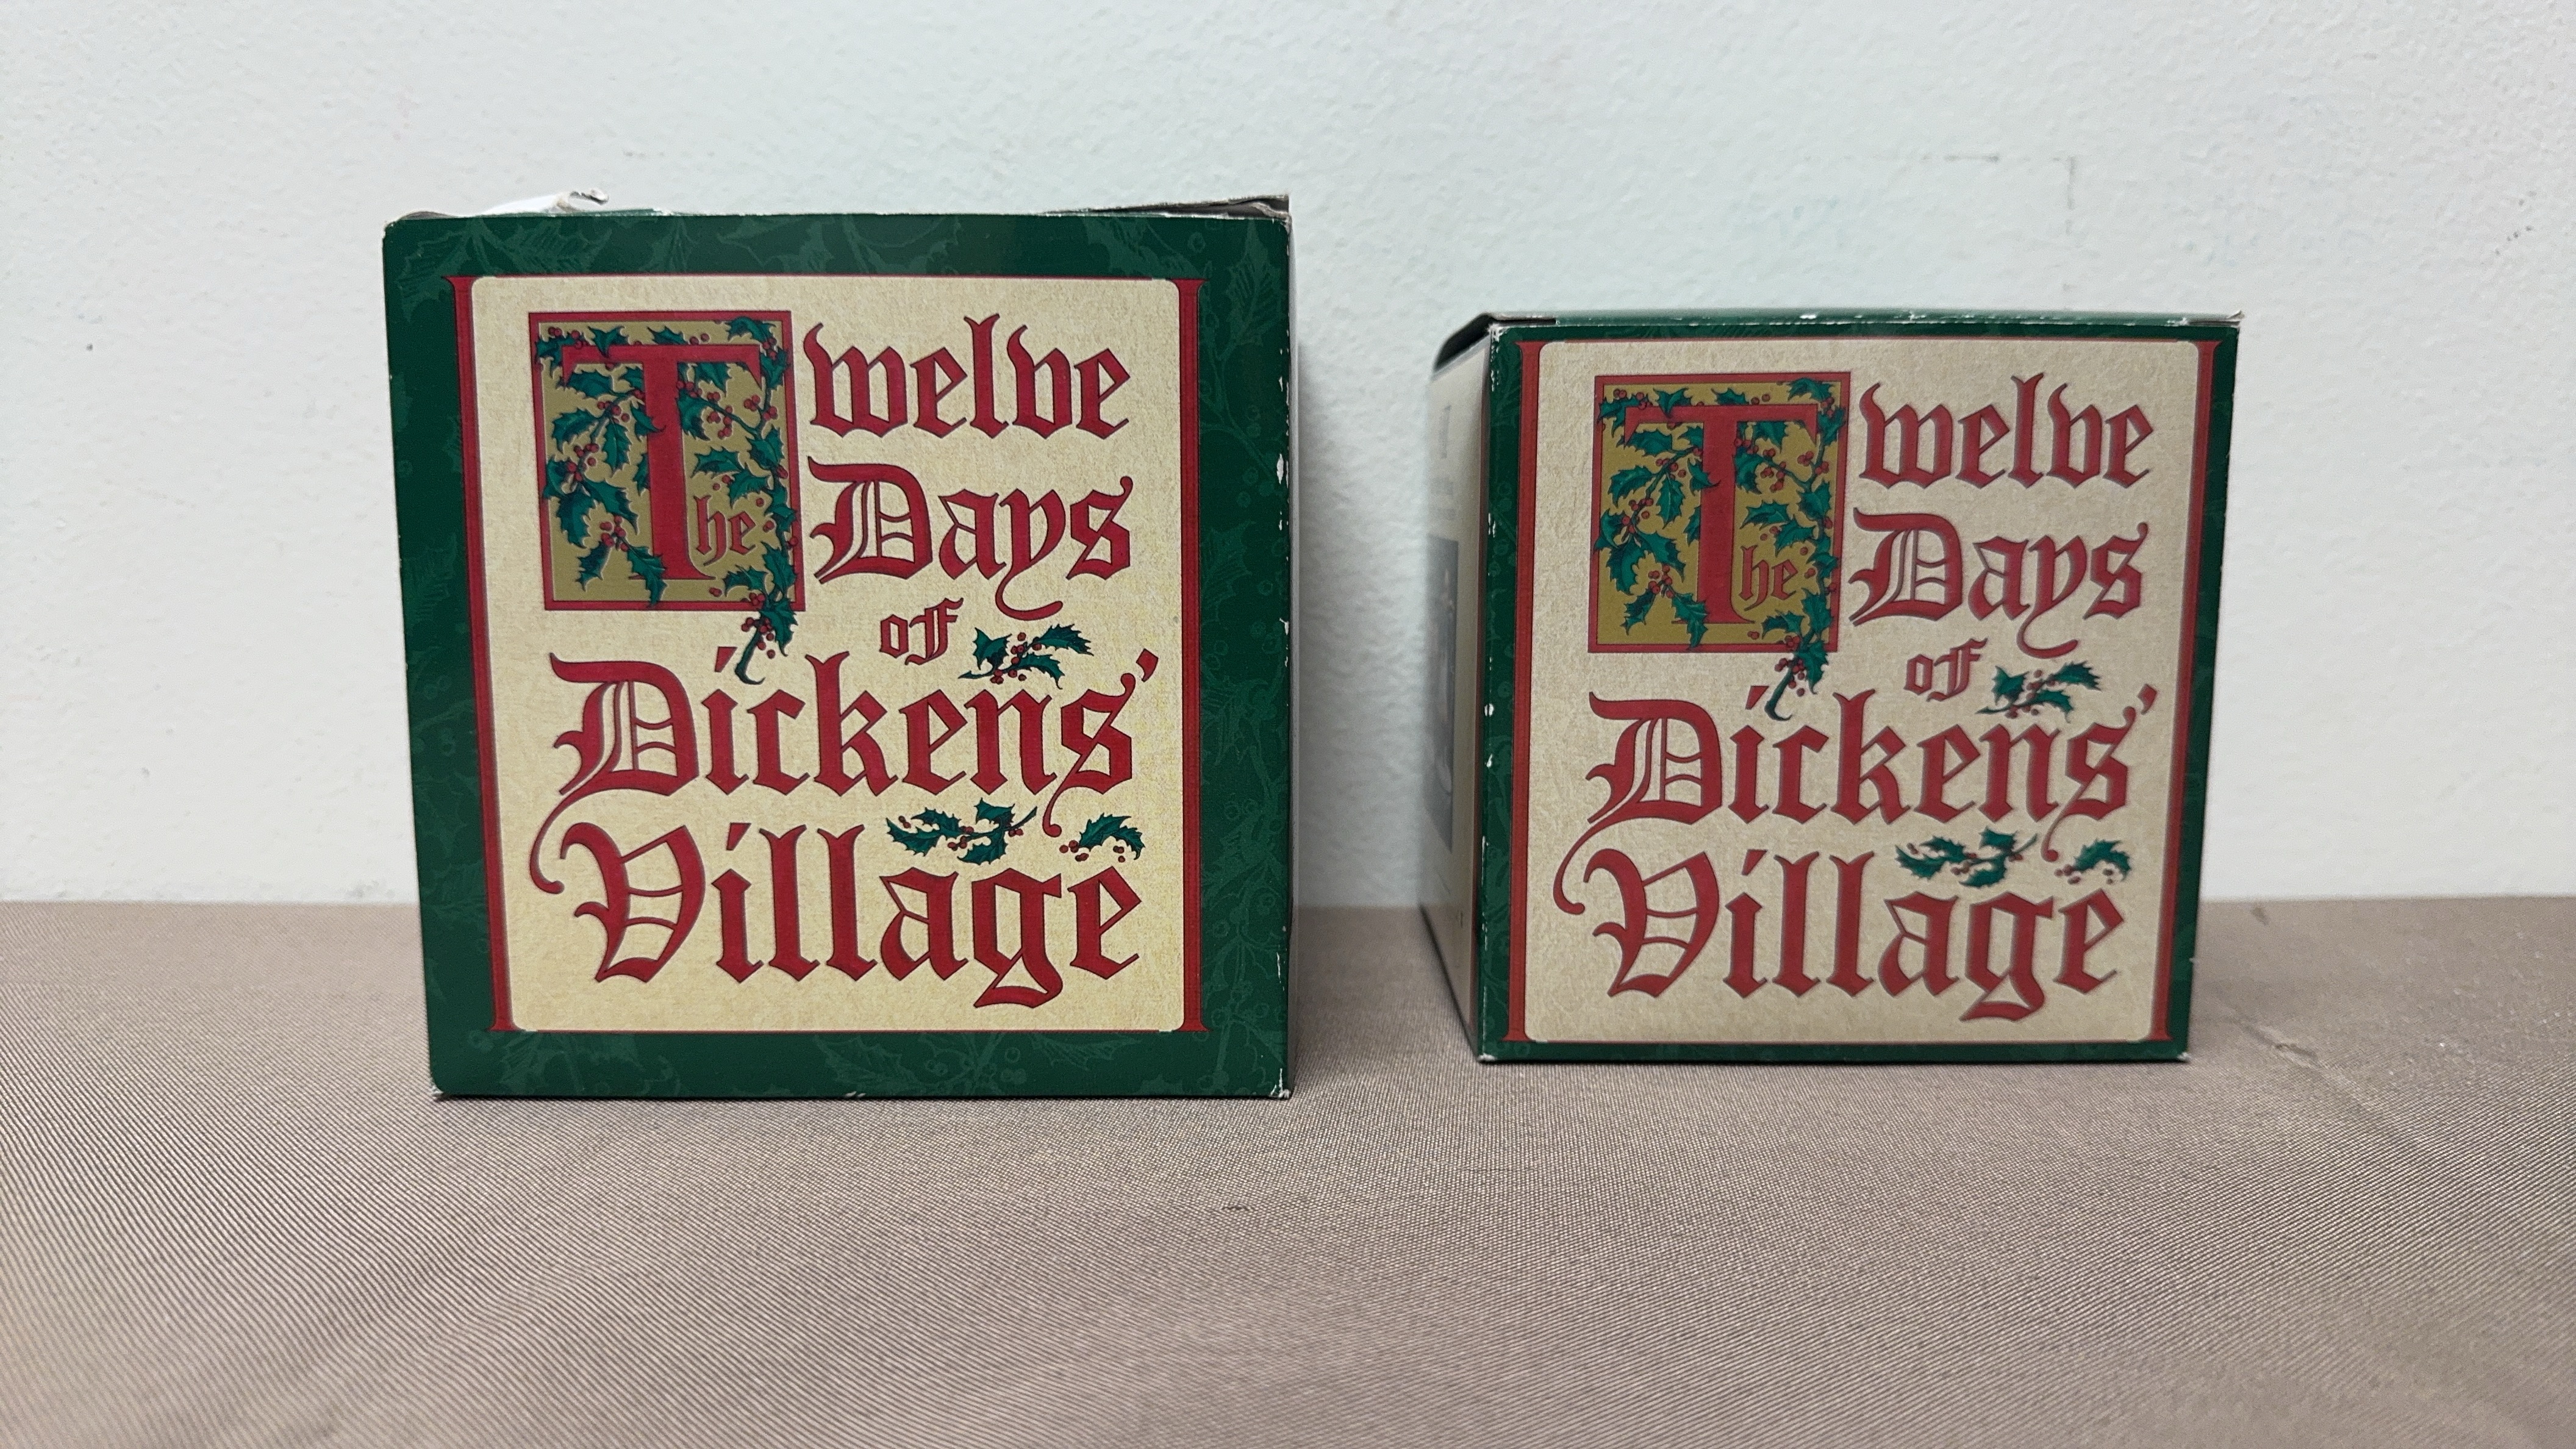 The Twelve
Days
of
Dickens'
Village
The Twelve
Days
of
Dickens'
Village